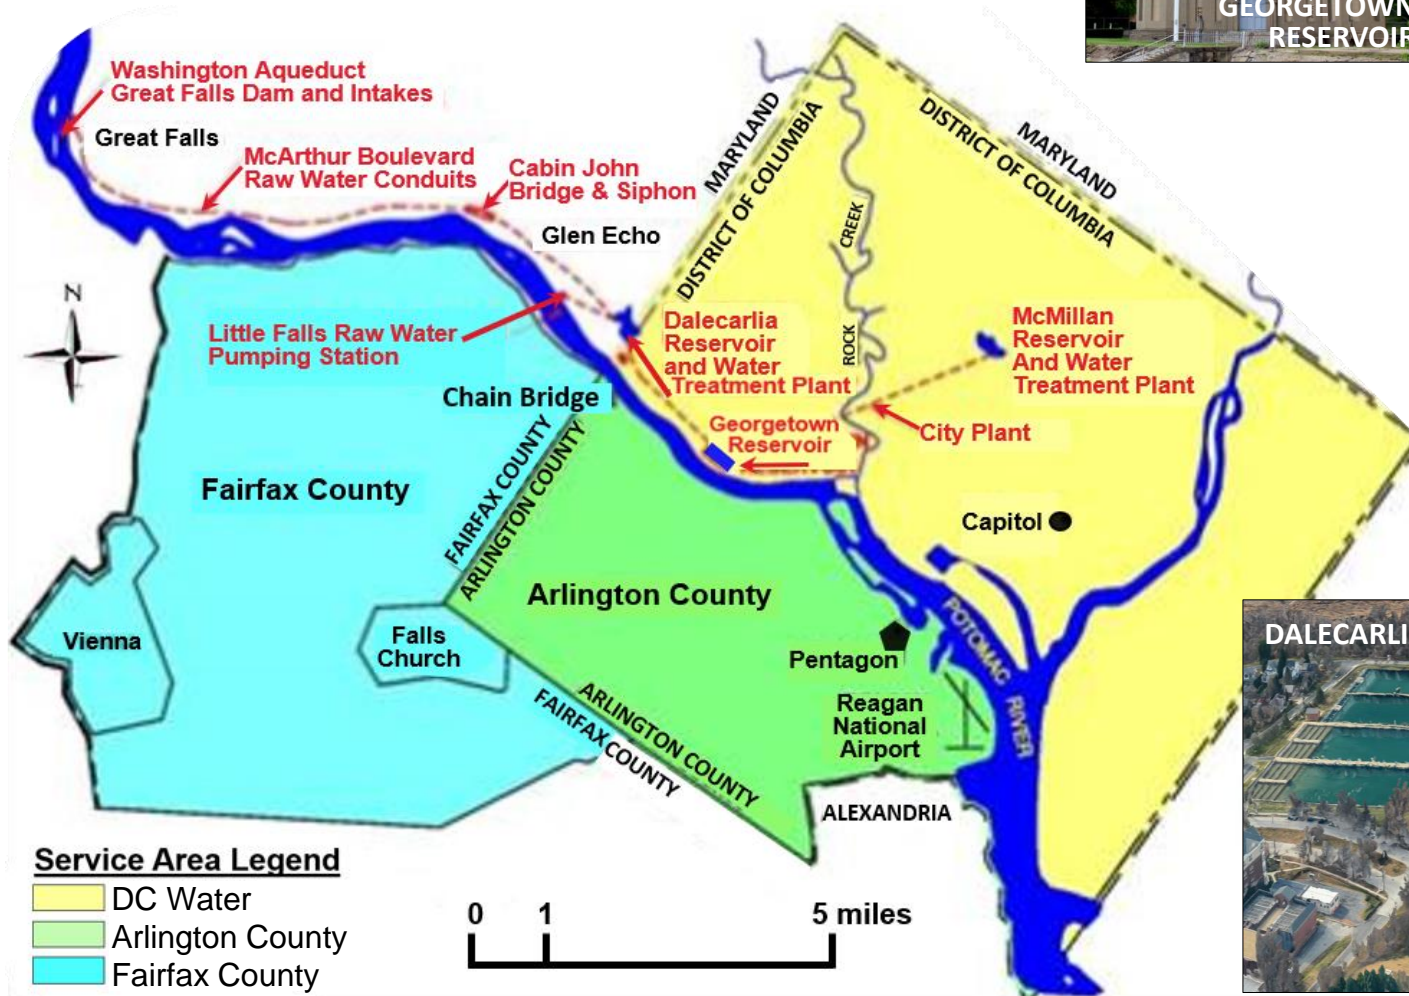 GEORGETOWN
RESERVOIR
Washington Aqueduct
Great Falls Dam and Intakes
Great Falls
McArthur Boulevard
Raw Water Conduits
Cabin John
Bridge & Siphon
Glen Echo
MARYLAND
DISTRICT OF COLUMBIA
MARYLAND
DISTRICT OF COLUMBIA
CREEK
ROCK
N
Little Falls Raw Water
Pumping Station
Dalecarlia
Reservoir
and Water
Treatment Plant
McMillan
Reservoir
And Water
Treatment Plant
Chain Bridge
Georgetown
Reservoir
City Plant
Fairfax County
FAIRFAX COUNTY
ARLINGTON COUNTY
Capitol
Arlington County
Vienna
Falls
Church
Pentagon
POTOMAC
RIVER
Reagan
National
Airport
ARLINGTON COUNTY
FAIRFAX COUNTY
ALEXANDRIA
DALECARLI
Service Area Legend
DC Water
Arlington County
Fairfax County
0 1 5 miles